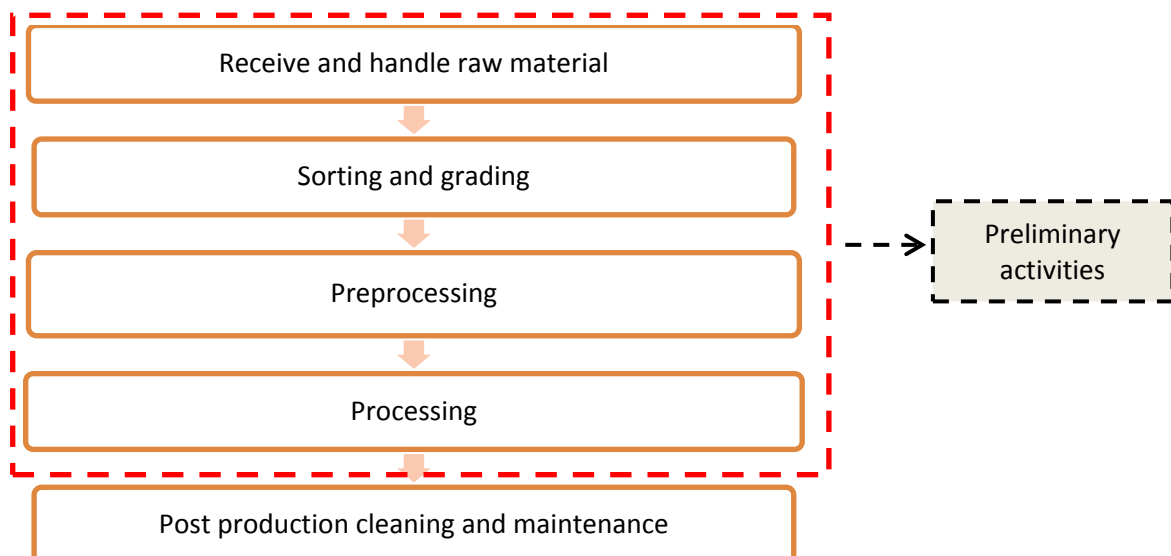 Receive and handle raw material
Sorting and grading
Preprocessing
Processing
Post production cleaning and maintenance
Preliminary
activities